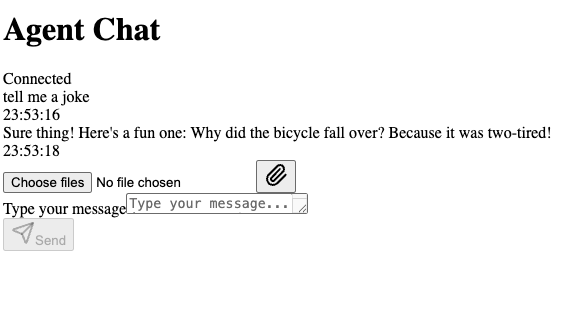 Agent Chat
Connected
tell me a joke
23:53:16
Sure thing! Here's a fun one: Why did the bicycle fall over? Because it was two-tired!
23:53:18
Choose files No file chosen
Type your message Type your message...
Send